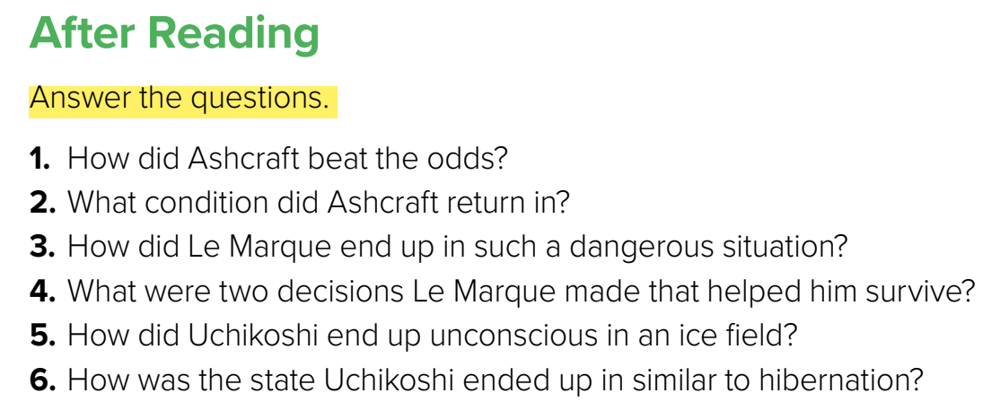 After Reading
Answer the questions.
1. How did Ashcraft beat the odds?
2. What condition did Ashcraft return in?
3. How did Le Marque end up in such a dangerous situation?
4. What were two decisions Le Marque made that helped him survive?
5. How did Uchikoshi end up unconscious in an ice field?
6. How was the state Uchikoshi ended up in similar to hibernation?